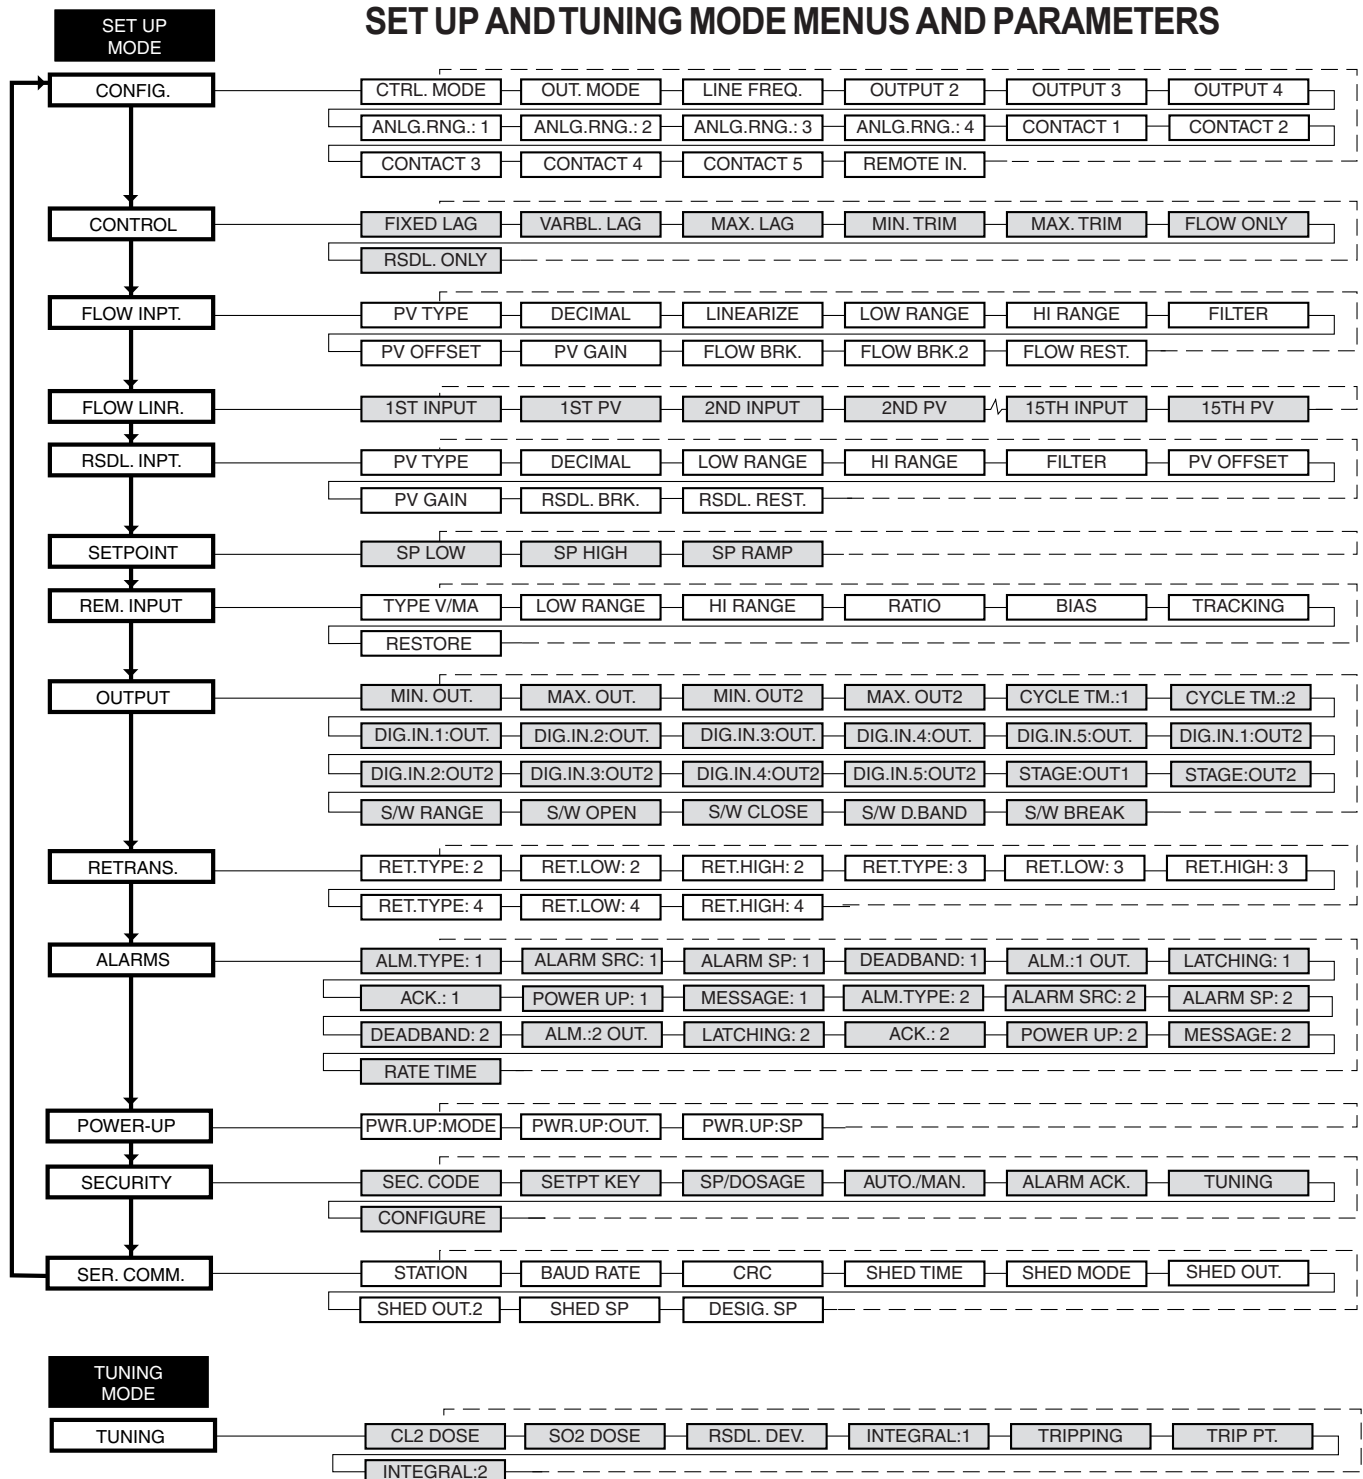 SET UP AND TUNING MODE MENUS AND PARAMETERS
SET UP
MODE
CONFIG.
CTRL. MODE OUT. MODE LINE FREQ. OUTPUT 2 OUTPUT 3 OUTPUT 4
ANLG.RNG.: 1 ANLG.RNG.: 2 ANLG.RNG.: 3 ANLG.RNG.: 4 CONTACT 1 CONTACT 2
CONTACT 3 CONTACT 4 CONTACT 5 REMOTE IN.
CONTROL
FIXED LAG VARBL. LAG MAX. LAG MIN. TRIM MAX. TRIM FLOW ONLY
RSDL. ONLY
FLOW INPT.
PV TYPE DECIMAL LINEARIZE LOW RANGE HI RANGE FILTER
PV OFFSET PV GAIN FLOW BRK. FLOW BRK.2 FLOW REST.
FLOW LINR.
1ST INPUT 1ST PV 2ND INPUT 2ND PV 15TH INPUT 15TH PV
RSDL. INPT.
PV TYPE DECIMAL LOW RANGE HI RANGE FILTER PV OFFSET
PV GAIN RSDL. BRK. RSDL. REST.
SETPOINT
SP LOW SP HIGH SP RAMP
REM. INPUT
TYPE V/MA LOW RANGE HI RANGE RATIO BIAS TRACKING
RESTORE
OUTPUT
MIN. OUT. MAX. OUT. MIN. OUT2 MAX. OUT2 CYCLE TM.:1 CYCLE TM.:2
DIG.IN.1:OUT. DIG.IN.2:OUT. DIG.IN.3:OUT. DIG.IN.4:OUT. DIG.IN.5:OUT. DIG.IN.1:OUT2
DIG.IN.2:OUT2 DIG.IN.3:OUT2 DIG.IN.4:OUT2 DIG.IN.5:OUT2 STAGE:OUT1 STAGE:OUT2
S/W RANGE S/W OPEN S/W CLOSE S/W D.BAND S/W BREAK
RETRANS.
RET.TYPE: 2 RET.LOW: 2 RET.HIGH: 2 RET.TYPE: 3 RET.LOW: 3 RET.HIGH: 3
RET.TYPE: 4 RET.LOW: 4 RET.HIGH: 4
ALARMS
ALM.TYPE: 1 ALARM SRC: 1 ALARM SP: 1 DEADBAND: 1 ALM.:1 OUT. LATCHING: 1
ACK.: 1 POWER UP: 1 MESSAGE: 1 ALM.TYPE: 2 ALARM SRC: 2 ALARM SP: 2
DEADBAND: 2 ALM.:2 OUT. LATCHING: 2 ACK.: 2 POWER UP: 2 MESSAGE: 2
RATE TIME
POWER-UP
PWR.UP:MODE PWR.UP:OUT. PWR.UP:SP
SECURITY
SEC. CODE SETPT KEY SP/DOSAGE AUTO./MAN. ALARM ACK. TUNING
CONFIGURE
SER. COMM.
STATION BAUD RATE CRC SHED TIME SHED MODE SHED OUT.
SHED OUT.2 SHED SP DESIG. SP
TUNING
MODE
TUNING
CL2 DOSE SO2 DOSE RSDL. DEV. INTEGRAL:1 TRIPPING TRIP PT.
INTEGRAL:2